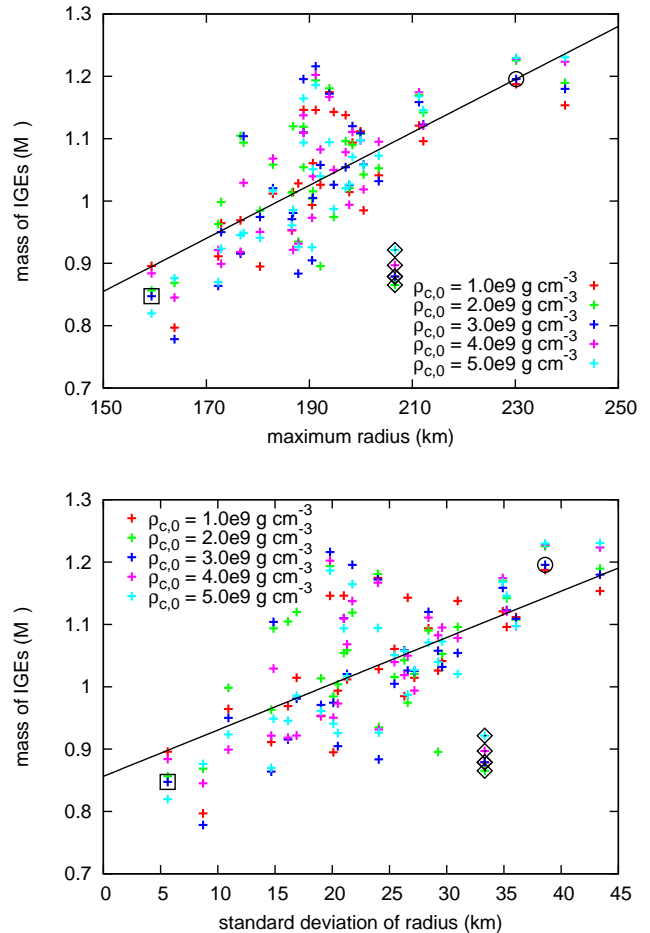 1.3
1.2
1.1
1
0.9
0.8
0.7
mass of IGEs (M )
ρc,0 = 1.0e9 g cm-3
ρc,0 = 2.0e9 g cm-3
ρc,0 = 3.0e9 g cm-3
ρc,0 = 4.0e9 g cm-3
ρc,0 = 5.0e9 g cm-3
150 170 190 210 230 250
maximum radius (km)
1.3
1.2
1.1
1
0.9
0.8
0.7
mass of IGEs (M )
ρc,0 = 1.0e9 g cm-3
ρc,0 = 2.0e9 g cm-3
ρc,0 = 3.0e9 g cm-3
ρc,0 = 4.0e9 g cm-3
ρc,0 = 5.0e9 g cm-3
0 5 10 15 20 25 30 35 40 45
standard deviation of radius (km)